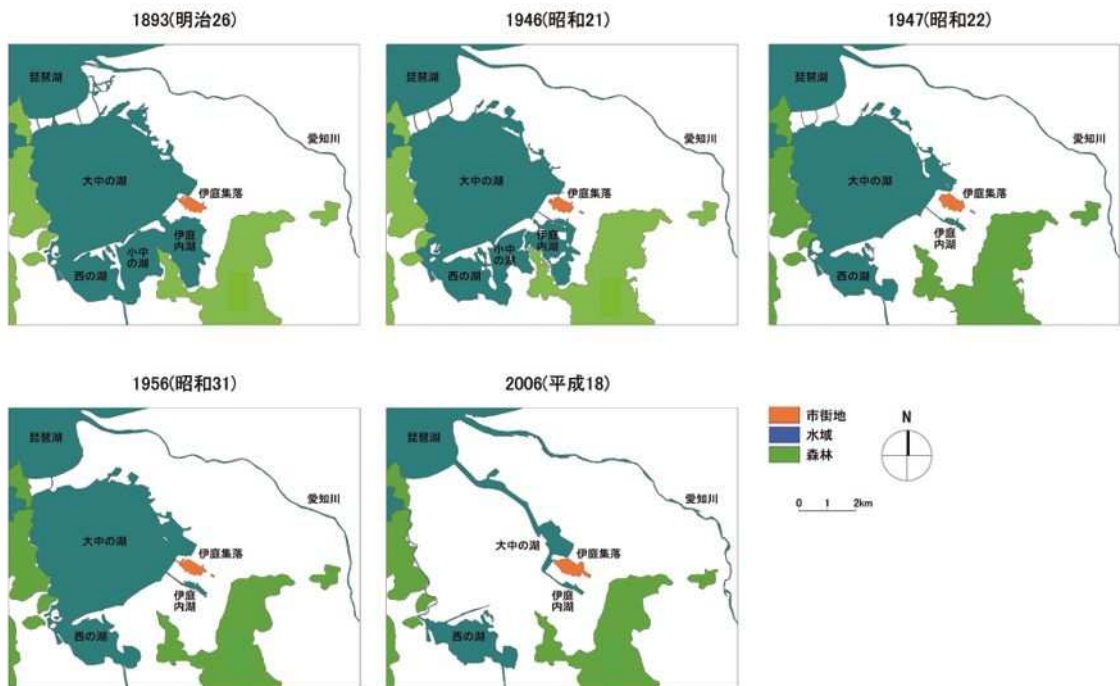 1893(明治26)
琵琶湖
愛知川
大中の湖
伊庭集落
伊庭
内湖
小中
の湖
西の湖
1946(昭和21)
琵琶湖
愛知川
大中の湖
伊庭集落
伊庭
内湖
小中
の湖
西の湖
1947(昭和22)
琵琶湖
愛知川
大中の湖
伊庭集落
伊庭
内湖
西の湖
1956(昭和31)
琵琶湖
愛知川
大中の湖
伊庭集落
伊庭
内湖
西の湖
2006(平成18)
琵琶湖
愛知川
大中の湖
伊庭集落
伊庭
内湖
西の湖
市街地
水域
森林
N
0 1 2km